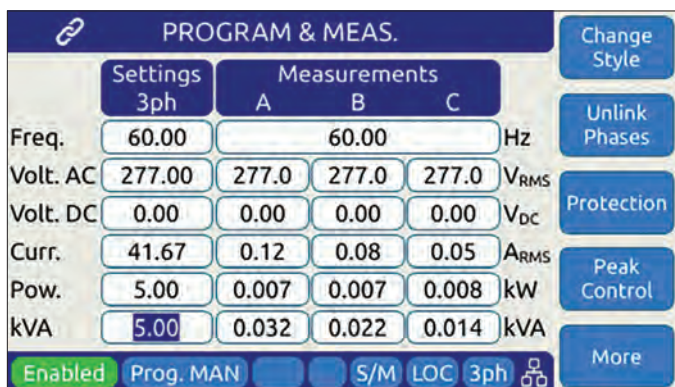 PROGRAM & MEAS.
Change
Style
Settings
3ph
Measurements
A B C
Unlink
Phases
Freq. 60.00 60.00 Hz
Volt. AC 277.00 277.0 277.0 277.0 VRMS
Volt. DC 0.00 0.00 0.00 0.00 VDC
Protection
Curr. 41.67 0.12 0.08 0.05 ARMS
Pow. 5.00 0.007 0.007 0.008 kW
Peak
Control
kVA 5.00 0.032 0.022 0.014 kVA
More
Enabled Prog. MAN S/M LOC 3ph